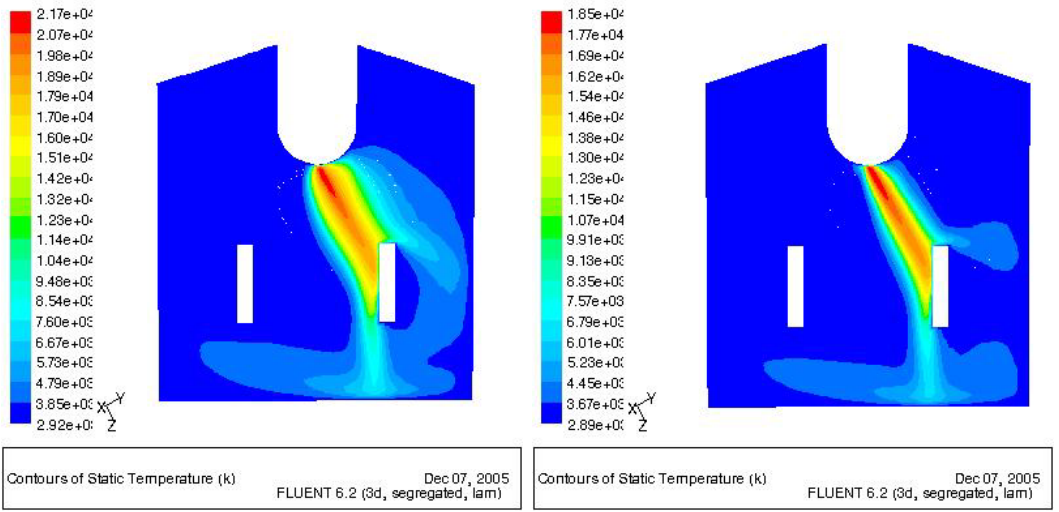 2.17e+04
2.07e+04
1.98e+04
1.89e+04
1.79e+04
1.70e+04
1.60e+04
1.51e+04
1.42e+04
1.32e+04
1.23e+04
1.14e+04
1.04e+04
9.48e+03
8.54e+03
7.60e+03
6.67e+03
5.73e+03
4.79e+03
3.85e+03
2.92e+03
X Y
Z
Contours of Static Temperature (k)
Dec 07, 2005
FLUENT 6.2 (3d, segregated, lam)
1.85e+04
1.77e+04
1.69e+04
1.62e+04
1.54e+04
1.46e+04
1.38e+04
1.30e+04
1.23e+04
1.15e+04
1.07e+04
9.91e+03
9.13e+03
8.35e+03
7.57e+03
6.79e+03
6.01e+03
5.23e+03
4.45e+03
3.67e+03
2.89e+03
X Y
Z
Contours of Static Temperature (k)
Dec 07, 2005
FLUENT 6.2 (3d, segregated, lam)